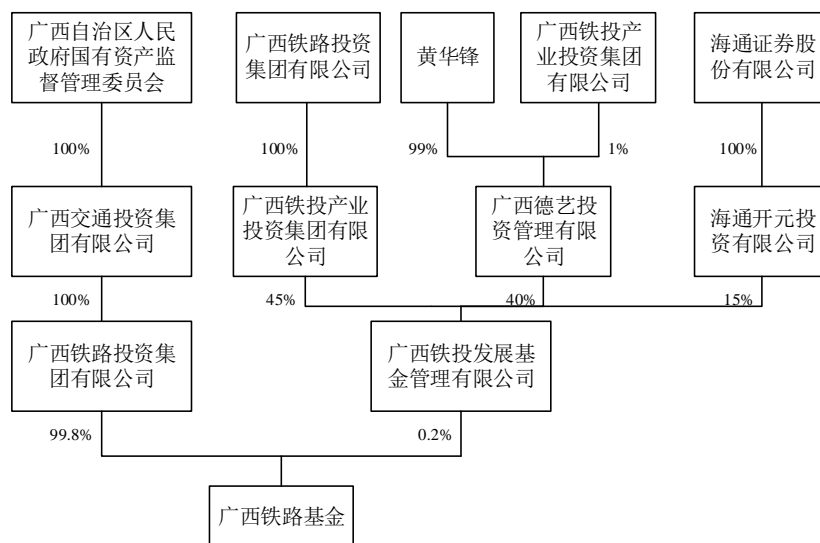 广西自治区人民
政府国有资产监
督管理委员会
广西铁路投资
集团有限公司
黄华锋
广西铁投产
业投资集团
有限公司
海通证券股
份有限公司
100%
100%
99%
1%
100%
广西交通投资集
团有限公司
广西铁投产业
投资集团有限
公司
广西德艺投
资管理有限
公司
海通开元投
资有限公司
100%
45%
40%
15%
广西铁路投资集
团有限公司
广西铁投发展基
金管理有限公司
99.8%
0.2%
广西铁路基金